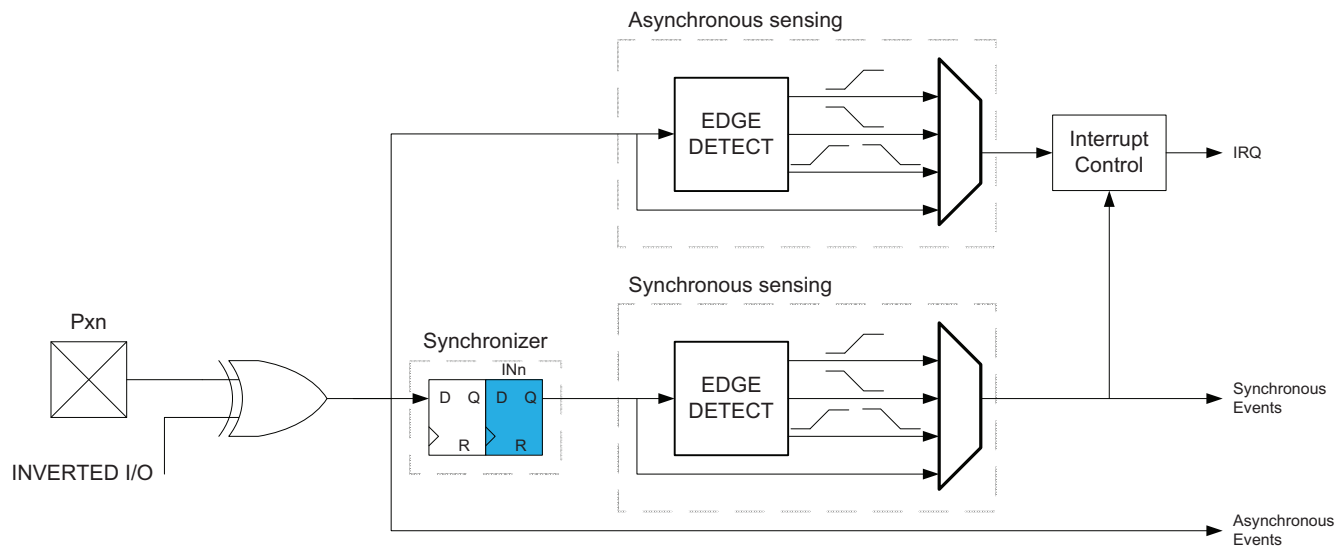 Asynchronous sensing
EDGE
DETECT
Interrupt
Control
IRQ
Synchronous sensing
Pxn
Synchronizer
INn
D Q D Q
R R
EDGE
DETECT
Synchronous
Events
INVERTED I/O
Asynchronous
Events